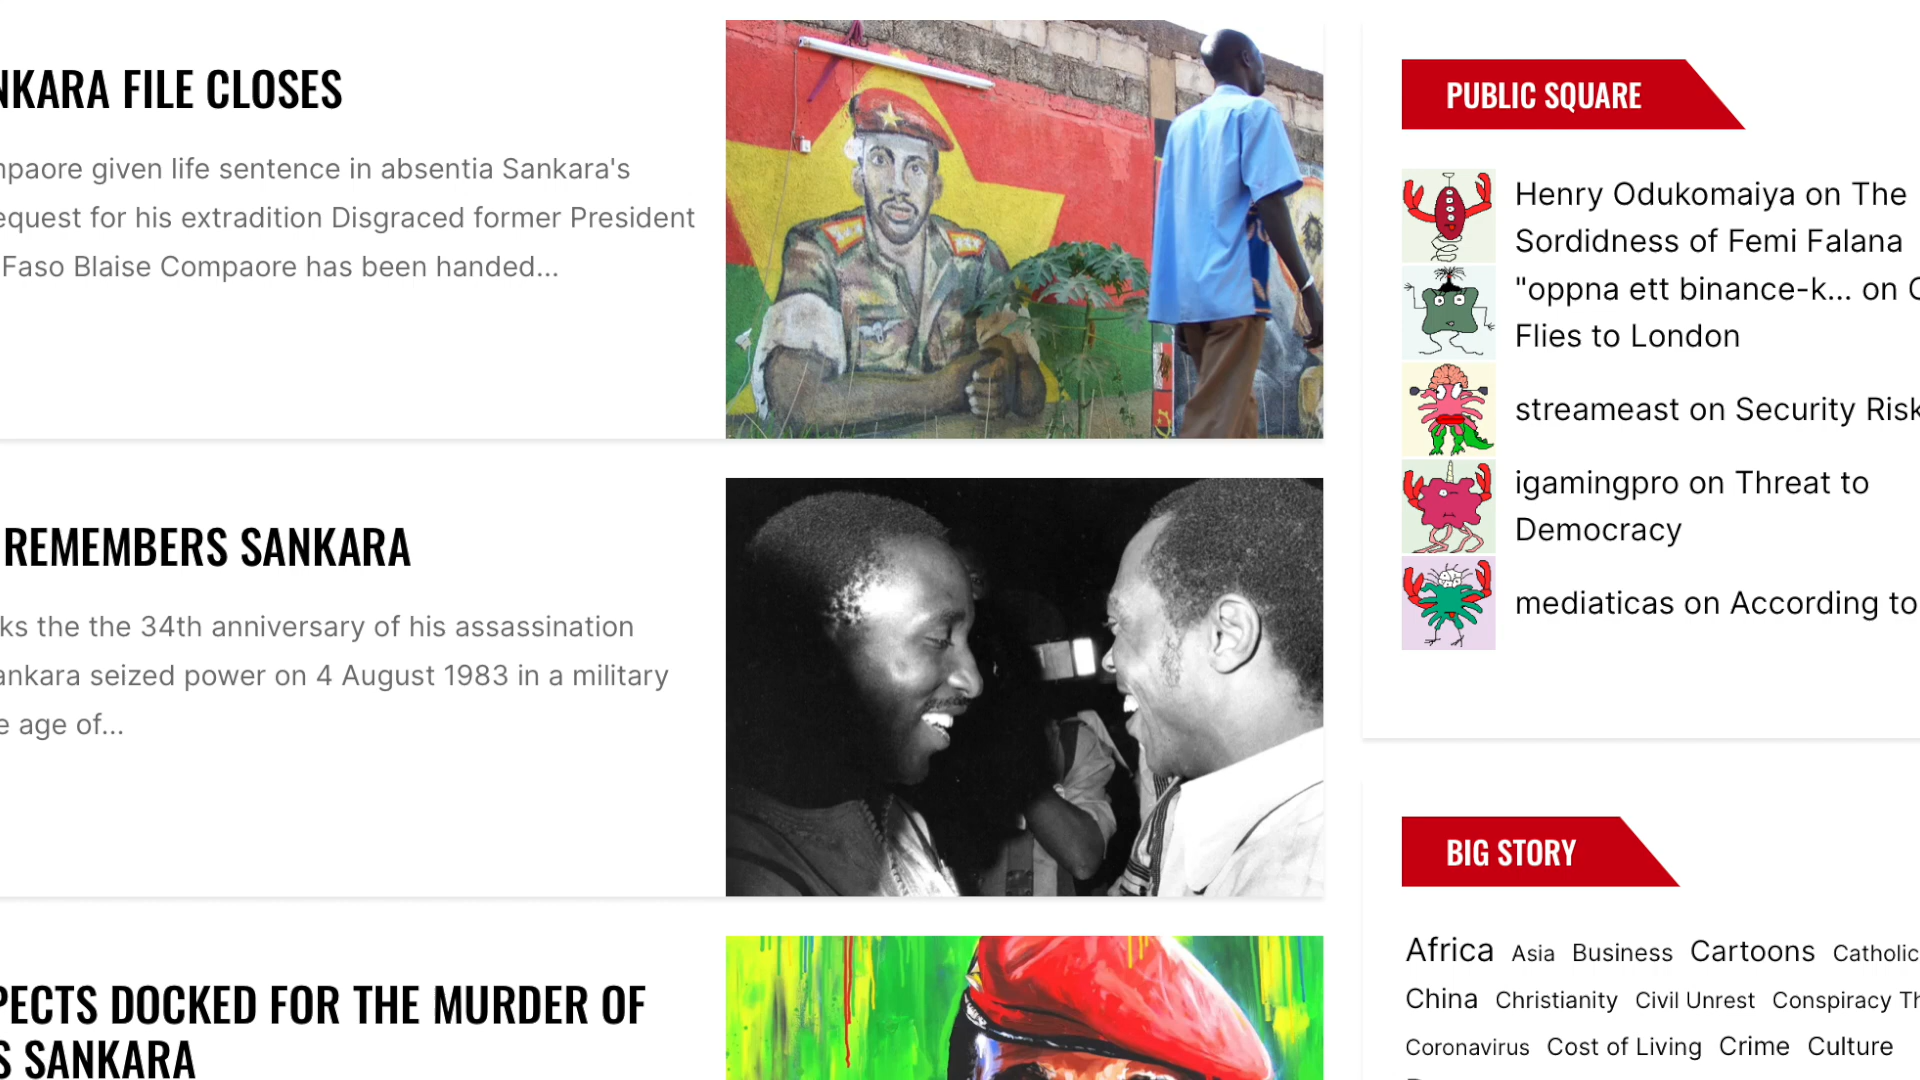 NKARA FILE CLOSES
mpaore given life sentence in absentia Sankara's
equest for his extradition Disgraced former President
Faso Blaise Compaore has been handed...
REMEMBERS SANKARA
ks the the 34th anniversary of his assassination
ankara seized power on 4 August 1983 in a military
e age of...
PECTS DOCKED FOR THE MURDER OF
S SANKARA
PUBLIC SQUARE
Henry Odukomaiya on The
Sordidness of Femi Falana
"oppna ett binance-k... on
Flies to London
streameast on Security Risk
igamingpro on Threat to
Democracy
mediaticas on According to
BIG STORY
Africa Asia Business Cartoons Catholic
China Christianity Civil Unrest Conspiracy Th
Coronavirus Cost of Living Crime Culture